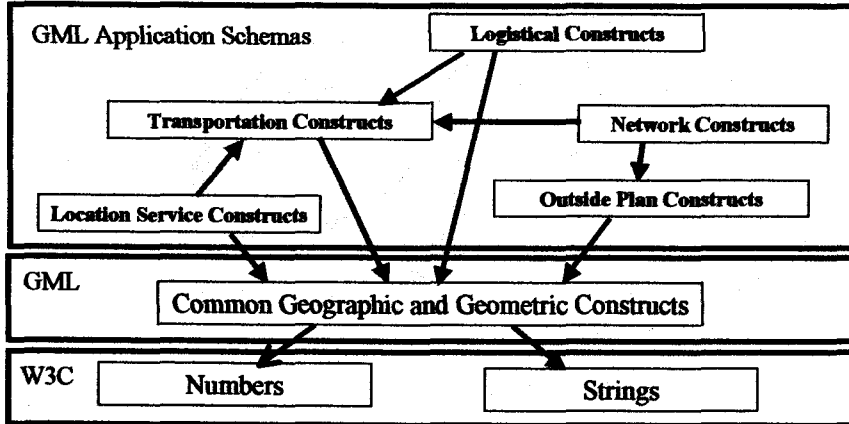 GML Application Schemas
Logistical Constructs
Transportation Constructs
Network Constructs
Location Service Constructs
Outside Plan Constructs
GML
Common Geographic and Geometric Constructs
W3C
Numbers
Strings